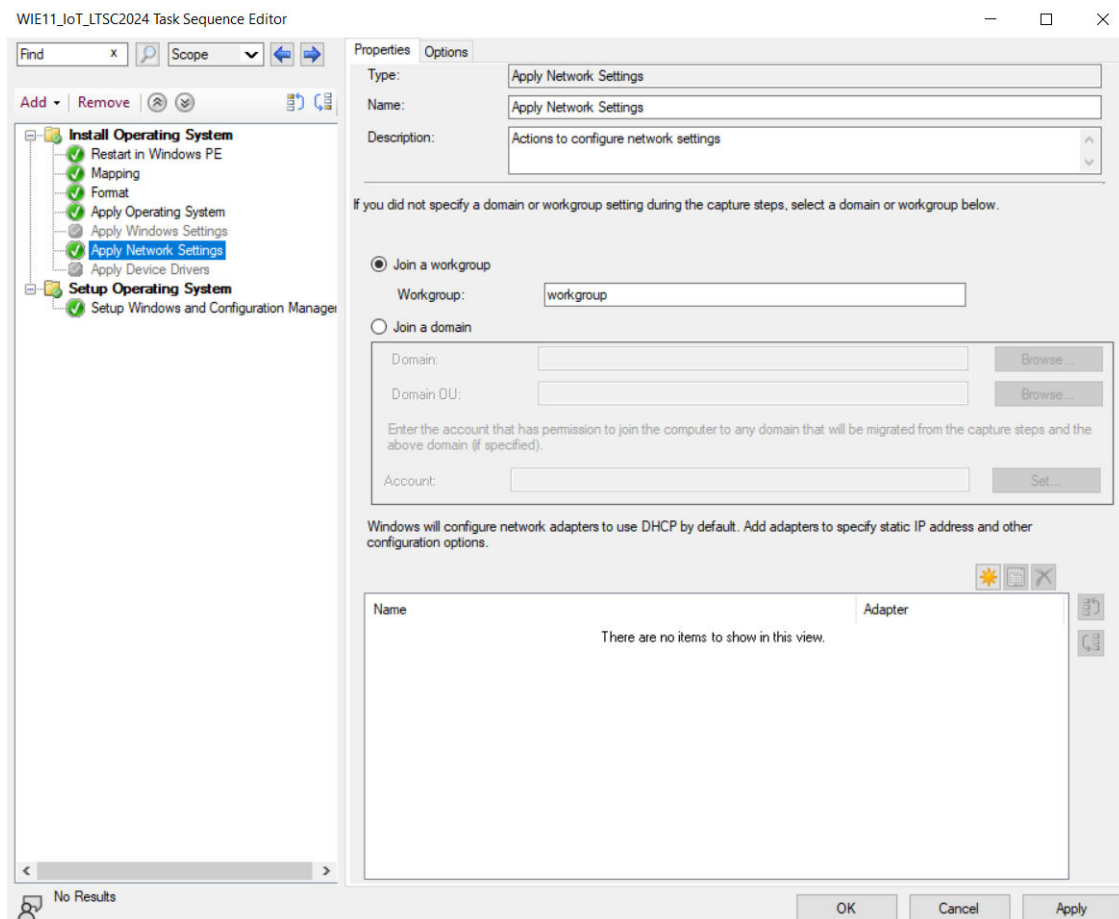 WIE11_IoT_LTSC2024 Task Sequence Editor
Find x Scope
Add Remove
Install Operating System
Restart in Windows PE
Mapping
Format
Apply Operating System
Apply Windows Settings
Apply Network Settings
Apply Device Drivers
Setup Operating System
Setup Windows and Configuration Manager
No Results
Properties Options
Type: Apply Network Settings
Name: Apply Network Settings
Description: Actions to configure network settings
If you did not specify a domain or workgroup setting during the capture steps, select a domain or workgroup below.
Join a workgroup
Workgroup: workgroup
Join a domain
Domain: Browse...
Domain OU: Browse...
Enter the account that has permission to join the computer to any domain that will be migrated from the capture steps and the
above domain (if specified).
Account: Set...
Windows will configure network adapters to use DHCP by default. Add adapters to specify static IP address and other
configuration options.
Name Adapter
There are no items to show in this view.
OK Cancel Apply